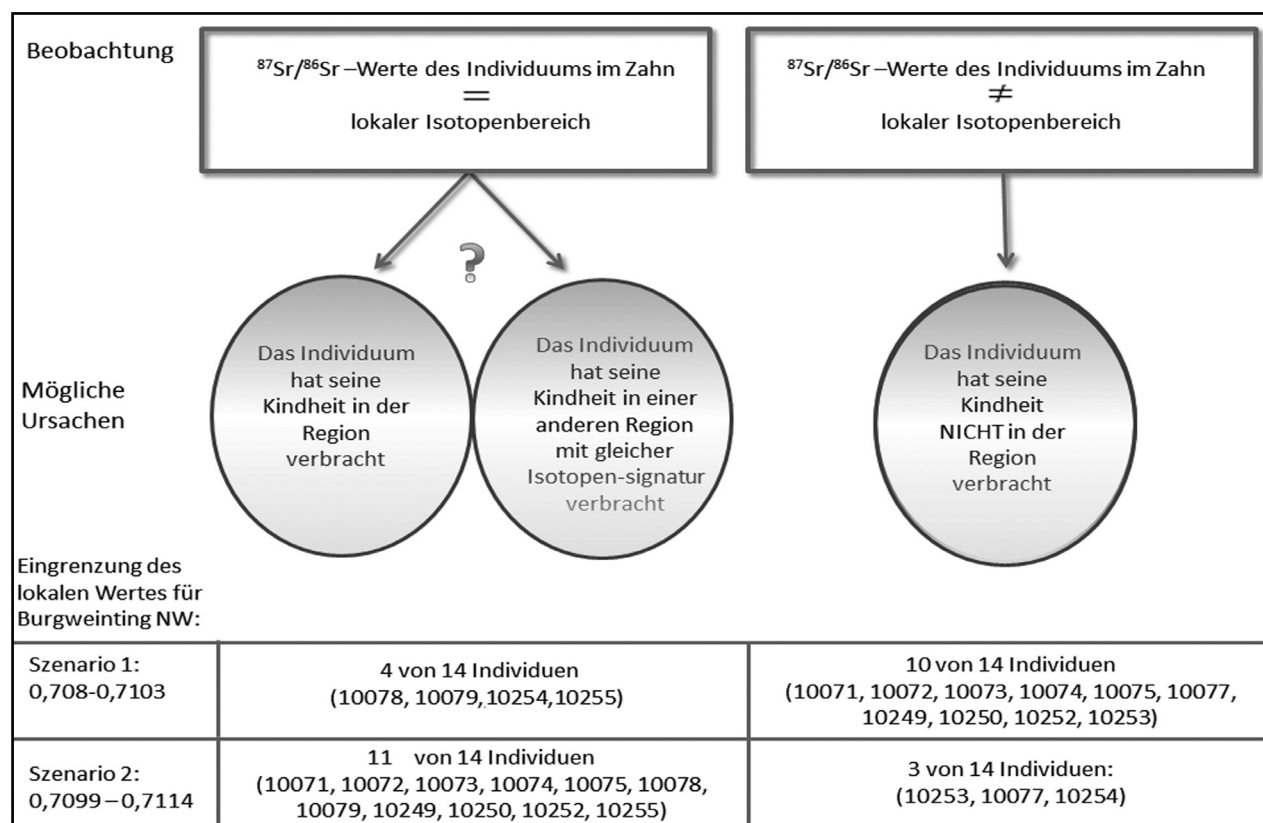 Beobachtung
⁸⁷Sr/⁸⁶Sr –Werte des Individuums im Zahn
=
lokaler Isotopenbereich
⁸⁷Sr/⁸⁶Sr –Werte des Individuums im Zahn
≠
lokaler Isotopenbereich
?
Mögliche
Ursachen
Das Individuum
hat seine
Kindheit in der
Region
verbracht
Das Individuum
hat seine
Kindheit in einer
anderen Region
mit gleicher
Isotopen-signatur
verbracht
Das Individuum
hat seine
Kindheit
NICHT in der
Region
verbracht
Eingrenzung des
lokalen Wertes für
Burgweinting NW:
Szenario 1:
0,708-0,7103
4 von 14 Individuen
(10078, 10079,10254,10255)
10 von 14 Individuen
(10071, 10072, 10073, 10074, 10075, 10077,
10249, 10250, 10252, 10253)
Szenario 2:
0,7099 – 0,7114
11 von 14 Individuen
(10071, 10072, 10073, 10074, 10075, 10078,
10079, 10249, 10250, 10252, 10255)
3 von 14 Individuen:
(10253, 10077, 10254)